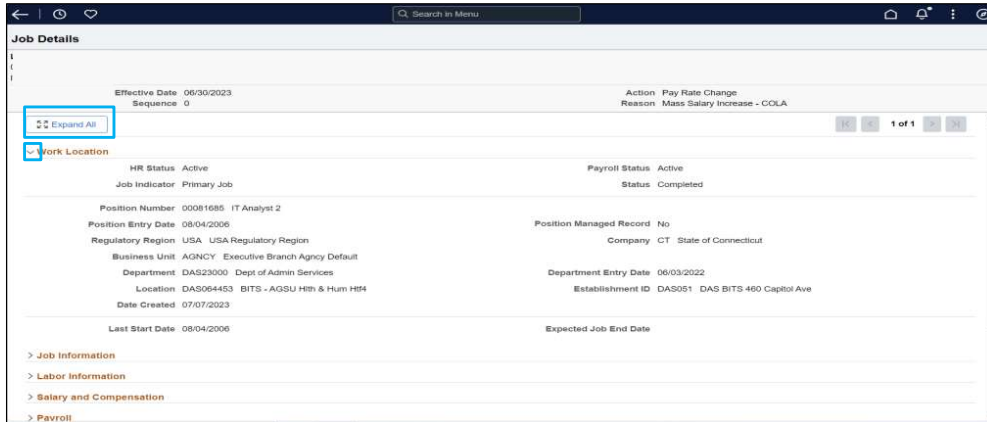 Search in Menu
Job Details
Effective Date 06/30/2023 Action Pay Rate Change
Sequence 0 Reason Mass Salary Increase - COLA
Expand All 1 of 1
Work Location
HR Status Active Payroll Status Active
Job Indicator Primary Job Status Completed
Position Number 00081685 IT Analyst 2
Position Entry Date 08/04/2006 Position Managed Record No
Regulatory Region USA USA Regulatory Region Company CT State of Connecticut
Business Unit AGNCY Executive Branch Agncy Default
Department DAS23000 Dept of Admin Services Department Entry Date 06/03/2022
Location DAS064453 BITS - AGSU Hlth & Hum Htf4 Establishment ID DAS051 DAS BITS 460 Capitol Ave
Date Created 07/07/2023
Last Start Date 08/04/2006 Expected Job End Date
Job Information
Labor Information
Salary and Compensation
Payroll